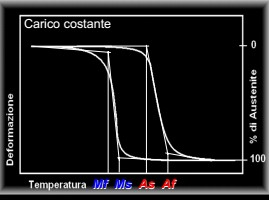 Carico costante
0
Deformazione
% di Austenite
100
Temperatura Mf Ms As Af